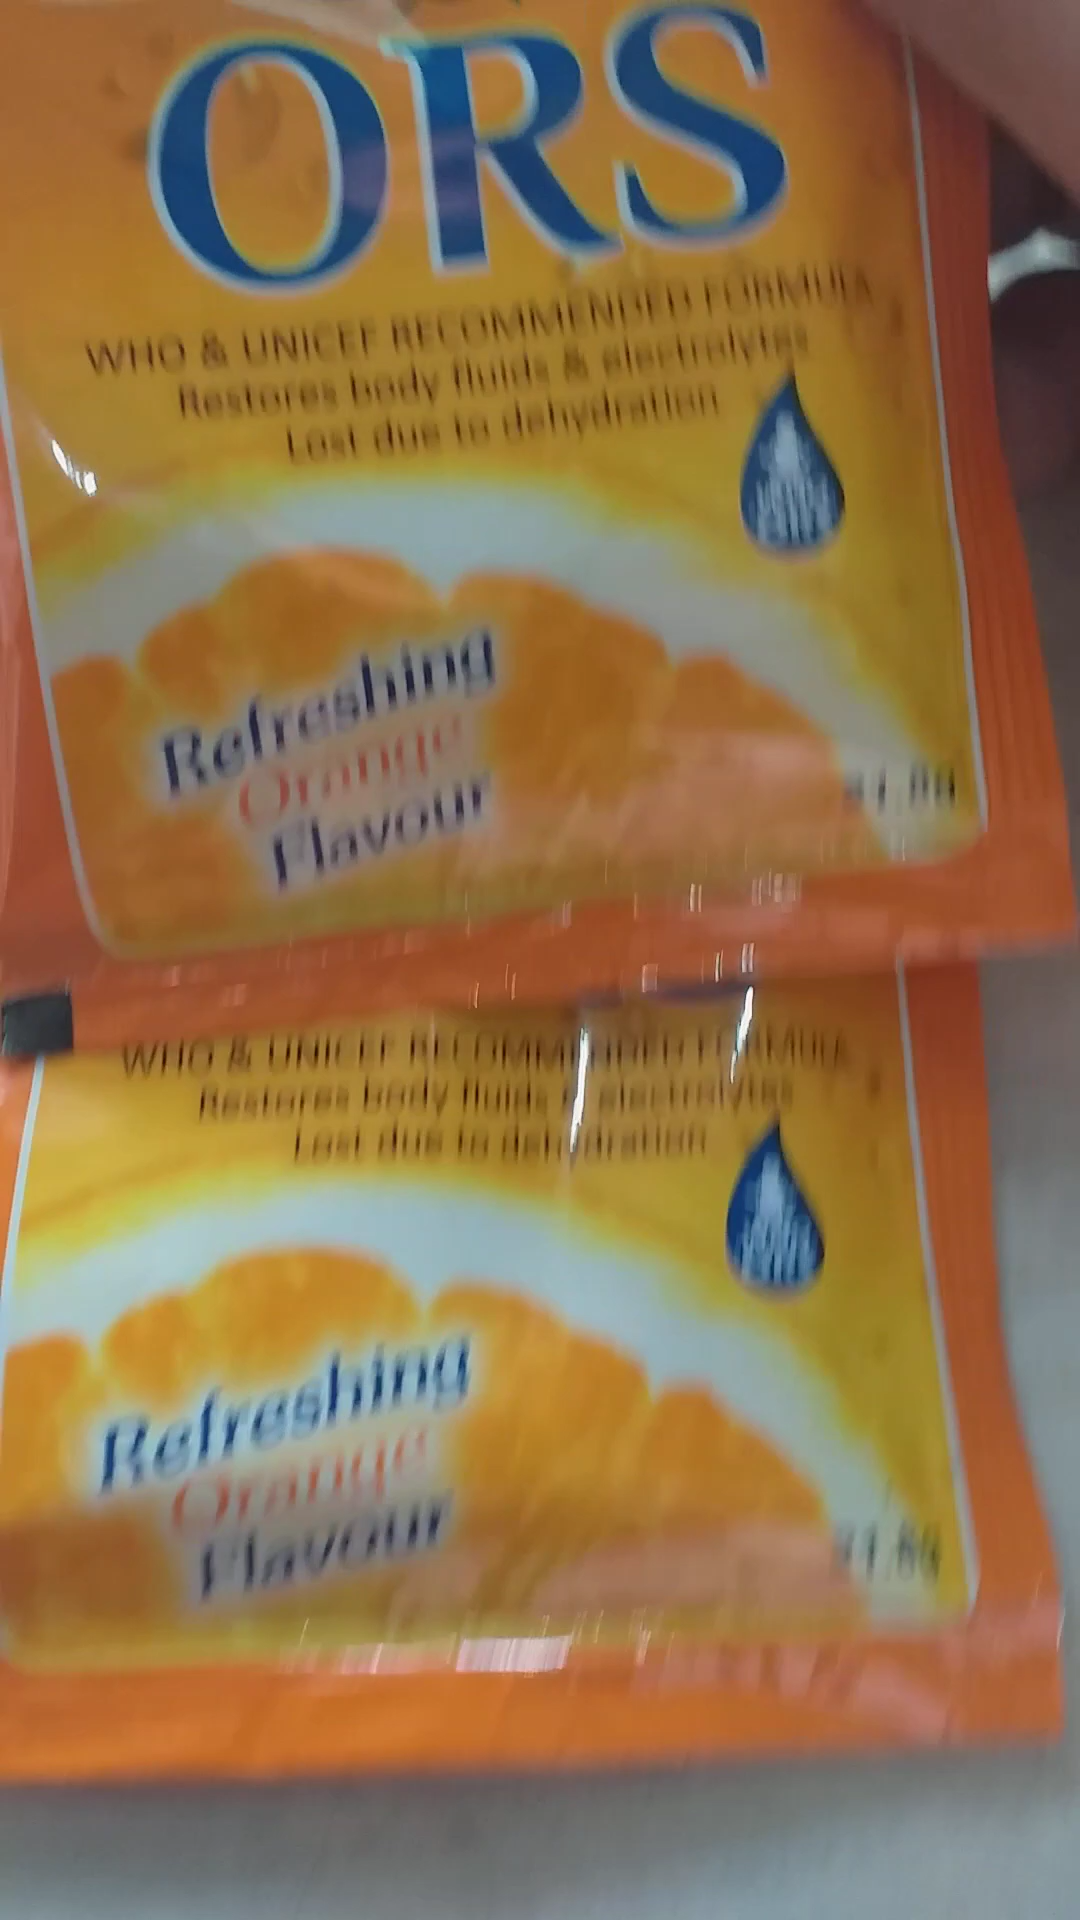 ORS
WHO & UNICEF RECOMMENDED FORMULA
Restores body fluids & electrolytes
Lost due to dehydration
Refreshing
Orange
Flavour
WHO & UNICEF RECOMMENDED FORMULA
Restores body fluids & electrolytes
Lost due to dehydration
Refreshing
Orange
Flavour